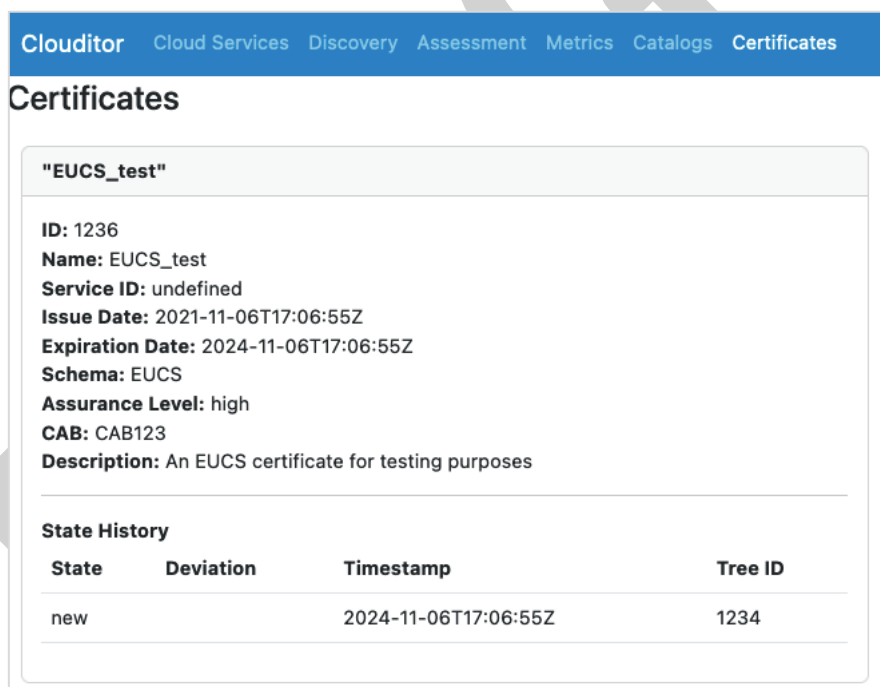 Clouditor Cloud Services Discovery Assessment Metrics Catalogs Certificates
Certificates
"EUCS_test"
ID: 1236
Name: EUCS_test
Service ID: undefined
Issue Date: 2021-11-06T17:06:55Z
Expiration Date: 2024-11-06T17:06:55Z
Schema: EUCS
Assurance Level: high
CAB: CAB123
Description: An EUCS certificate for testing purposes
State History
State Deviation Timestamp Tree ID
new 2024-11-06T17:06:55Z 1234